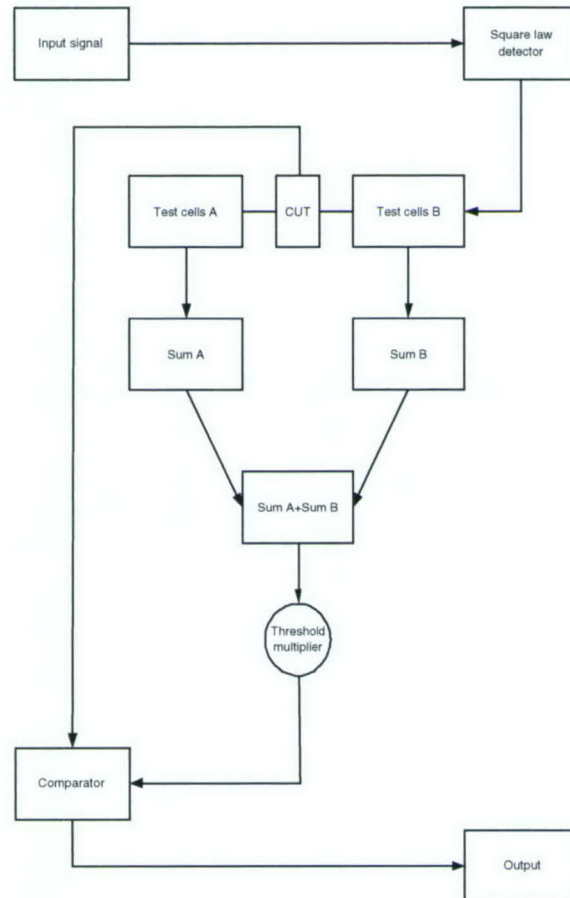 Input signal
Square law
detector
Test cells A
CUT
Test cells B
Sum A
Sum B
Sum A+Sum B
Threshold
multiplier
Comparator
Output